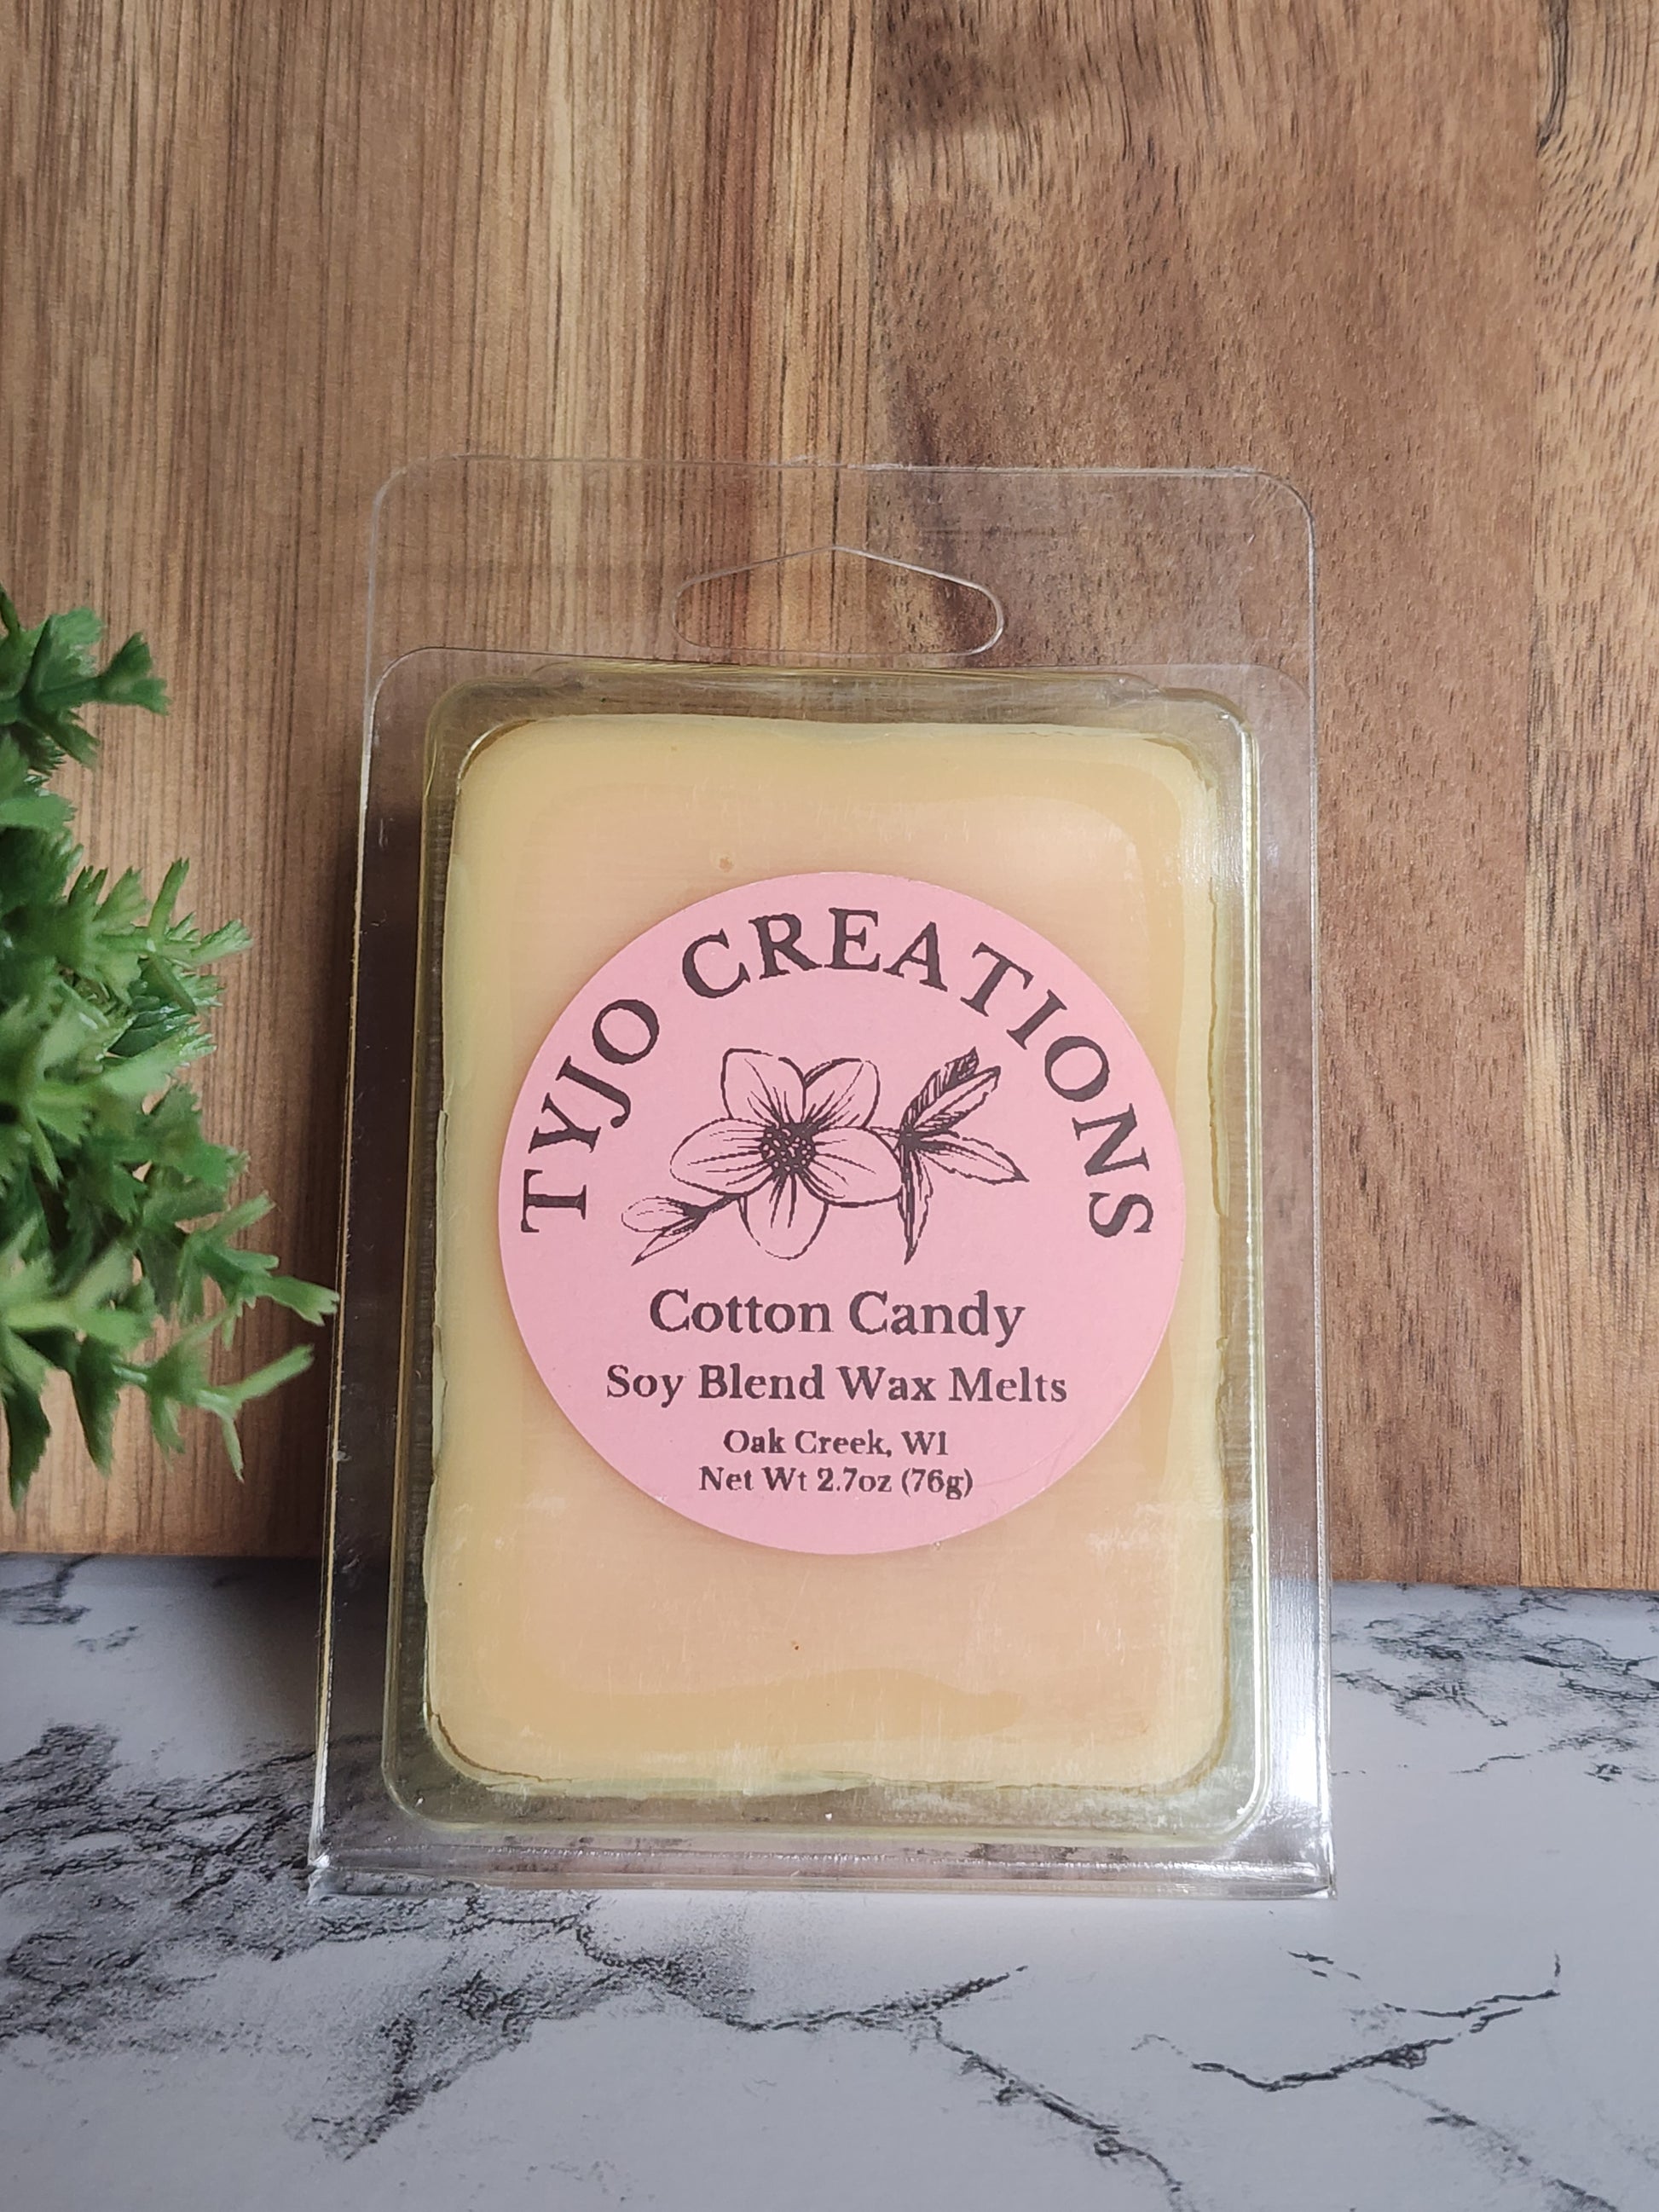 TYJO CREATIONS
Cotton Candy
Soy Blend Wax Melts
Oak Creek, WI
Net Wt 2.7oz (76g)